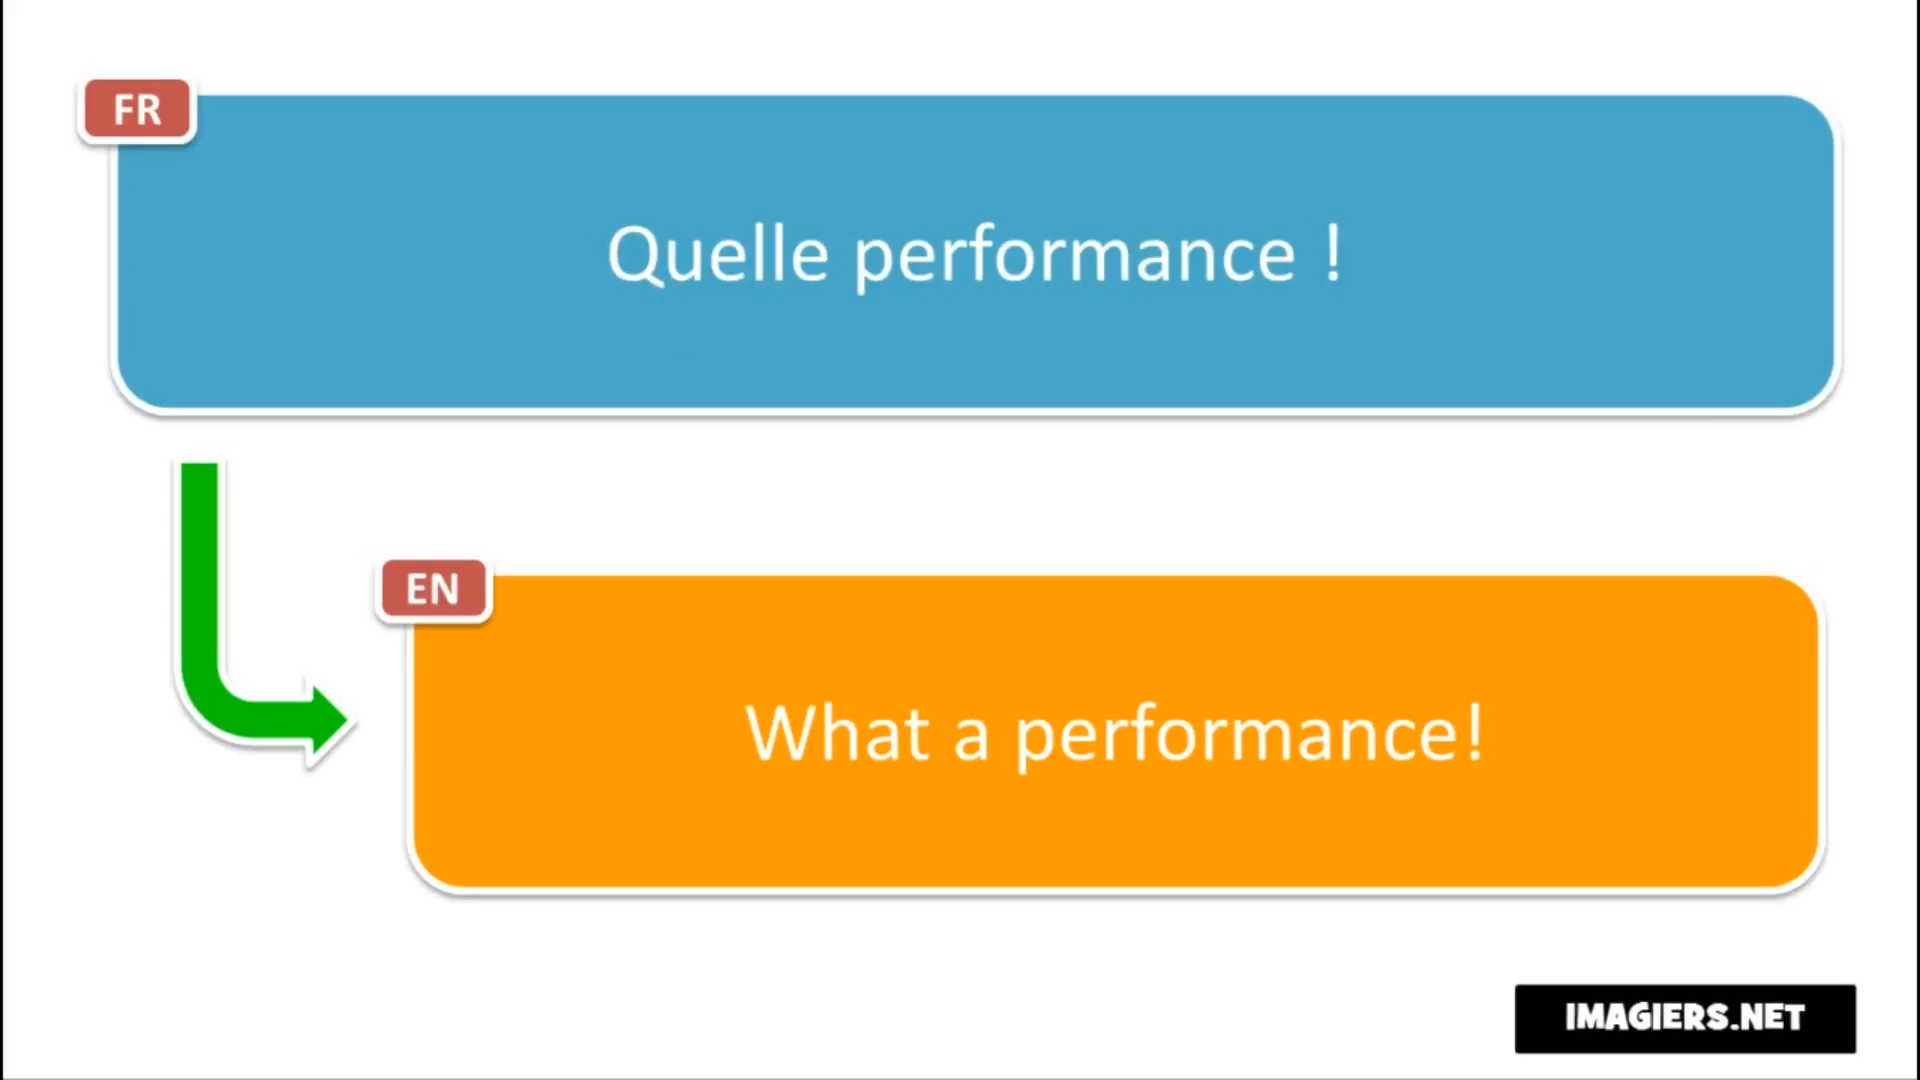 FR
Quelle performance !
EN
What a performance!
IMAGIERS.NET